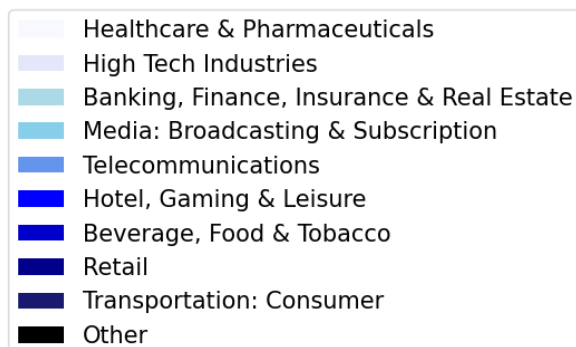 Healthcare & Pharmaceuticals
High Tech Industries
Banking, Finance, Insurance & Real Estate
Media: Broadcasting & Subscription
Telecommunications
Hotel, Gaming & Leisure
Beverage, Food & Tobacco
Retail
Transportation: Consumer
Other